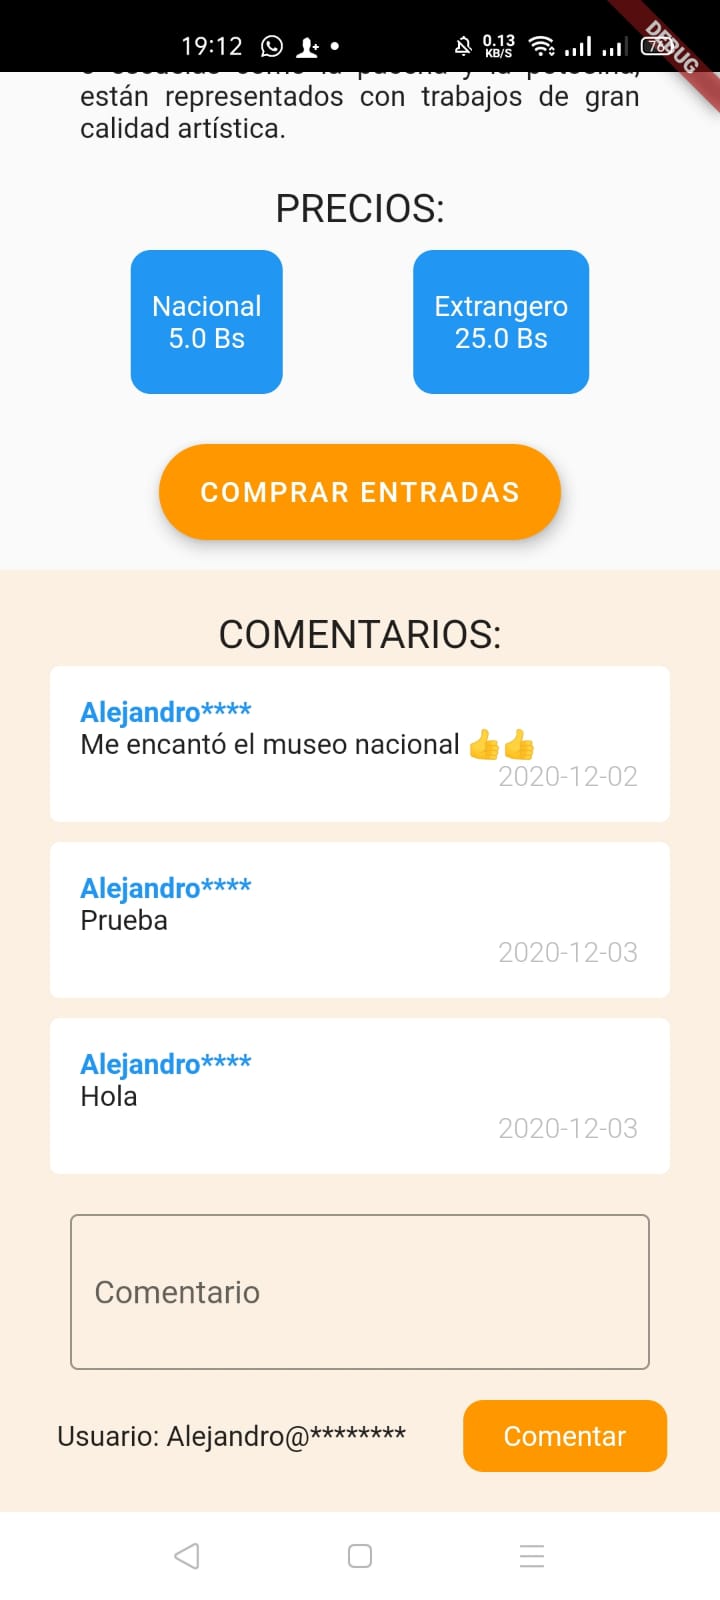 19:12
0.13
KB/S
DEBUG
están representados con trabajos de gran
calidad artística.
PRECIOS:
Nacional
5.0 Bs
Extrangero
25.0 Bs
COMPRAR ENTRADAS
COMENTARIOS:
Alejandro****
Me encantó el museo nacional 👍👍
2020-12-02
Alejandro****
Prueba
2020-12-03
Alejandro****
Hola
2020-12-03
Comentario
Usuario: Alejandro@********
Comentar